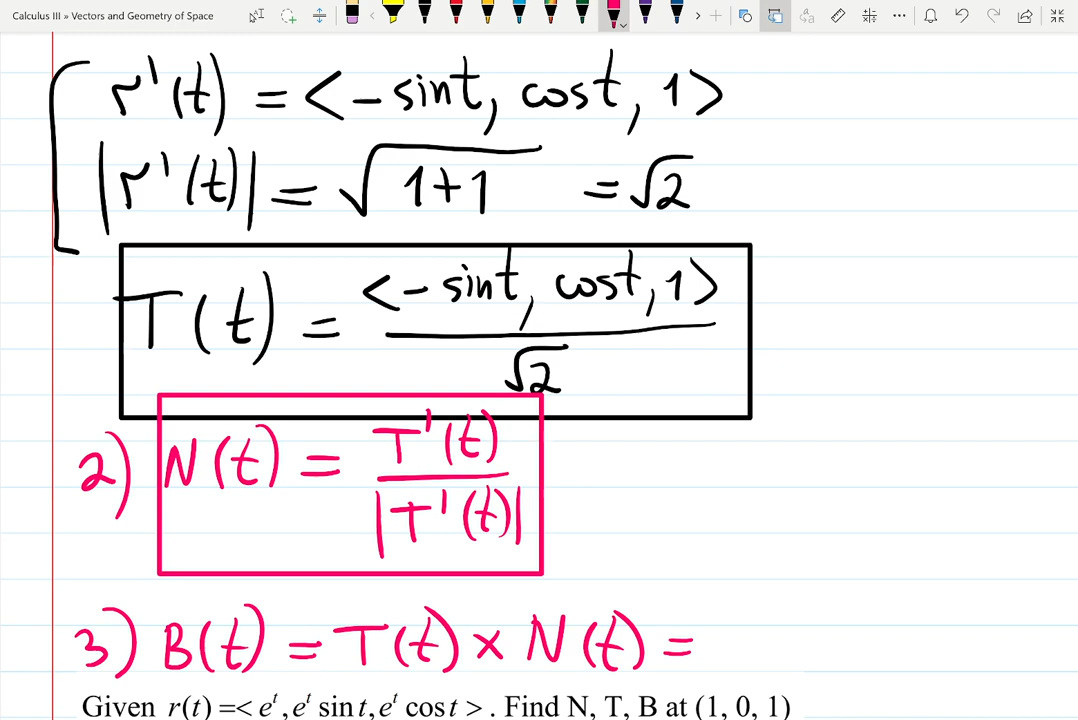 Calculus III » Vectors and Geometry of Space
r'(t) = <-sint, cost, 1>
|r'(t)| = √1+1 = √2
T(t) = <-sint, cost, 1> / √2
2) N(t) = T'(t) / |T'(t)|
3) B(t) = T(t) × N(t) =
Given r(t) =< e^t, e^t sin t, e^t cos t > . Find N, T, B at (1, 0, 1)